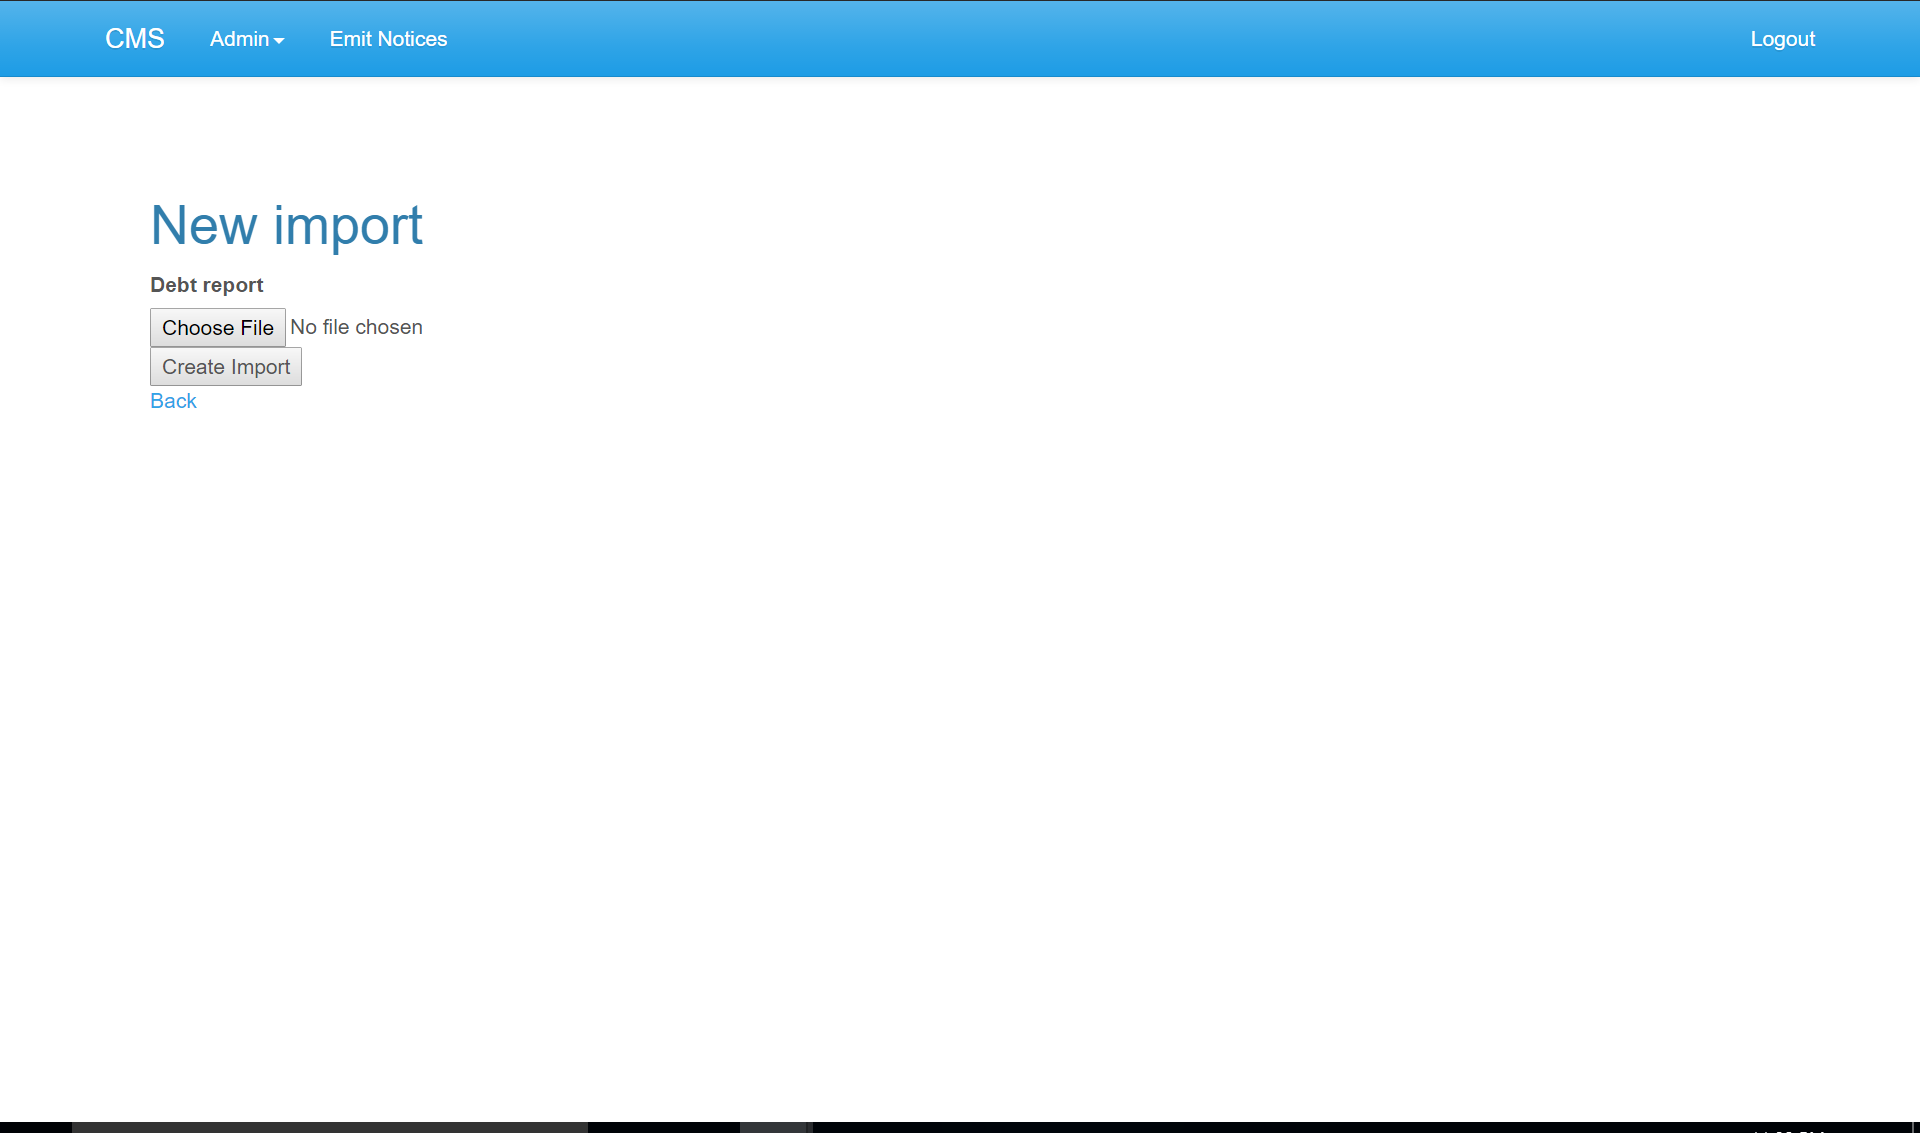 CMS Admin Emit Notices Logout
New import
Debt report
Choose File No file chosen
Create Import
Back